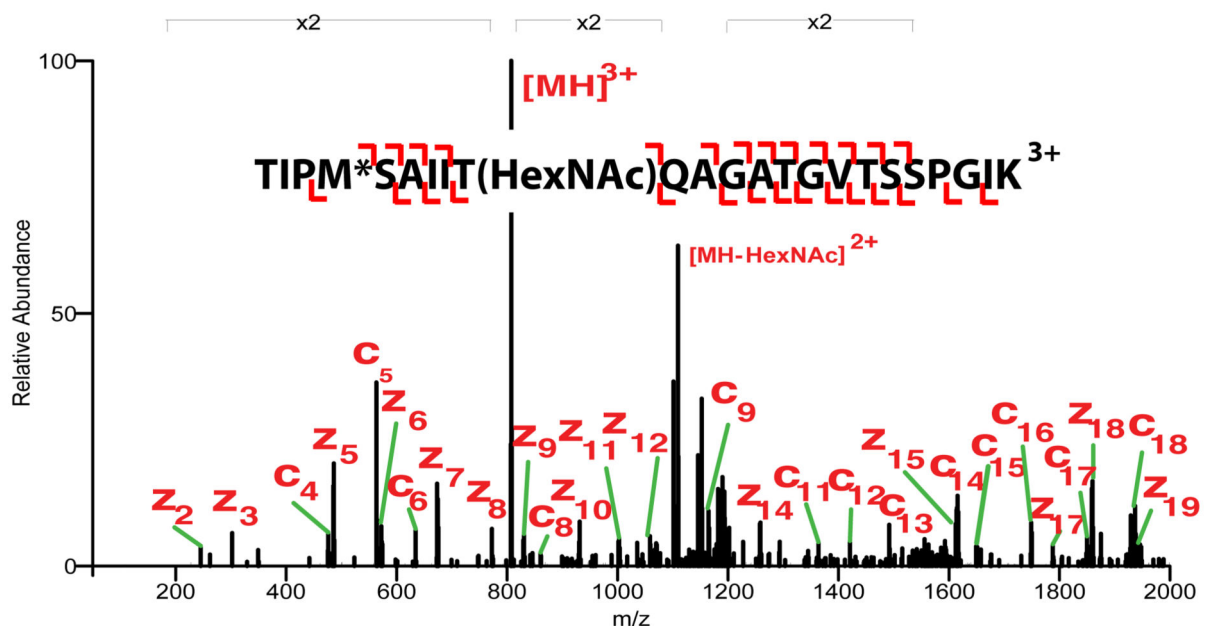 x2 x2 x2
100
[MH]3+
TIPM*SAIIT(HexNAc)QAGATGVTSSPGIK3+
[MH-HexNAc]2+
Relative Abundance
50
C5
Z6
C9
Z5
Z9 Z11 Z12
C16 Z18 C18
C4
C6
Z7
Z8
C8
Z10
Z14
C11
C12
C13
Z15
C14
C15
Z17
C17
Z19
Z2
Z3
0
200 400 600 800 1000 1200 1400 1600 1800 2000
m/z